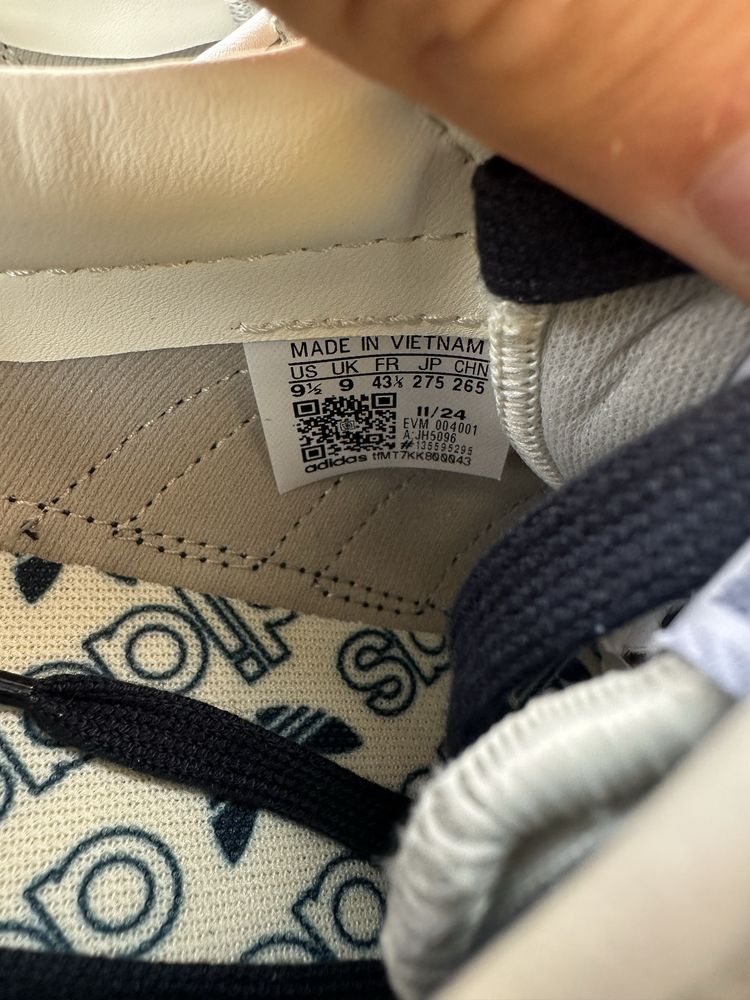 MADE IN VIETNAM
US UK FR JP CHN
9½ 9 43⅓ 275 265
11/24
EVM 004001
A:JH5096
#135595295
adidas tfMT7KK800043